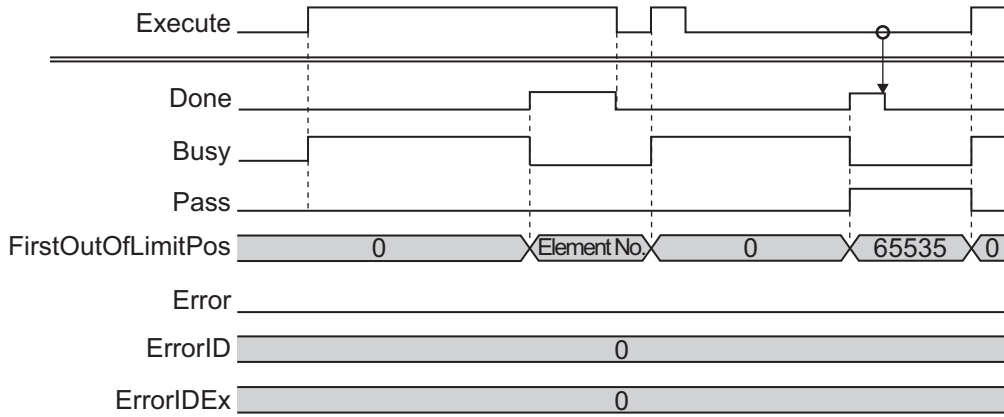 Execute
Done
Busy
Pass
FirstOutOfLimitPos 0 Element No. 0 65535 0
Error
ErrorID 0
ErrorIDEx 0